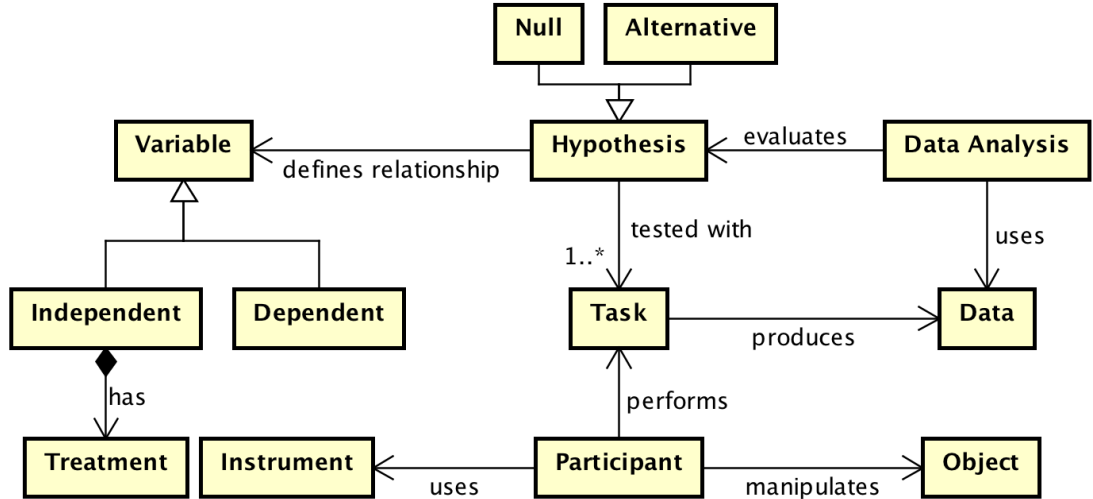 Null
Alternative
Variable
Hypothesis
evaluates
Data Analysis
defines relationship
tested with
uses
1..*
Independent
Dependent
Task
produces
Data
has
performs
Treatment
Instrument
uses
Participant
manipulates
Object